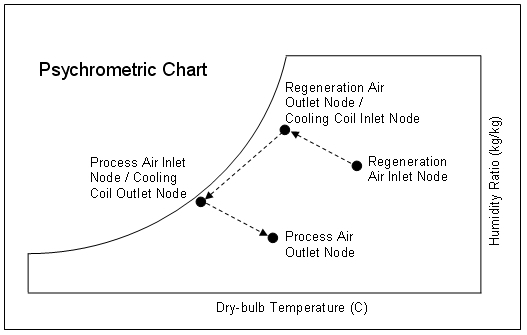 Psychrometric Chart
Regeneration Air
Outlet Node /
Cooling Coil Inlet Node
Process Air Inlet
Node / Cooling
Coil Outlet Node
Regeneration
Air Inlet Node
Process Air
Outlet Node
Humidity Ratio (kg/kg)
Dry-bulb Temperature (C)